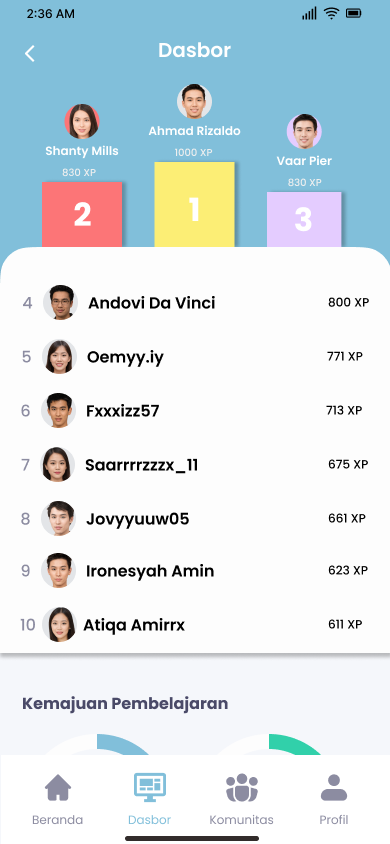 2:36 AM
Dasbor
Ahmad Rizaldo
1000 XP
Shanty Mills
830 XP
Vaar Pier
830 XP
2
1
3
4 Andovi Da Vinci 800 XP
5 Oemyy.iy 771 XP
6 Fxxxizz57 713 XP
7 Saarrrrzzzx_11 675 XP
8 Jovyyuuw05 661 XP
9 Ironesyah Amin 623 XP
10 Atiqa Amirrx 611 XP
Kemajuan Pembelajaran
Beranda Dasbor Komunitas Profil